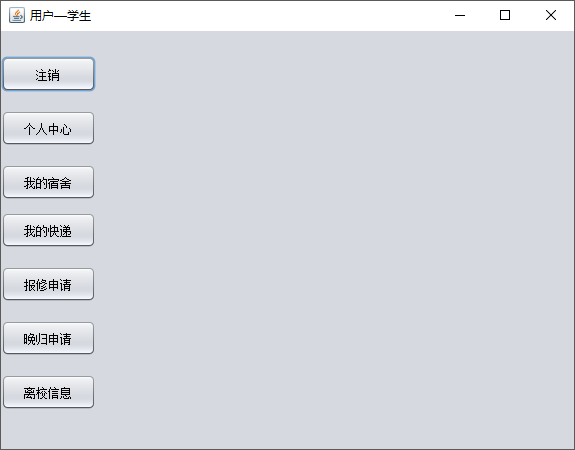 用户—学生
注销
个人中心
我的宿舍
我的快递
报修申请
晚归申请
离校信息